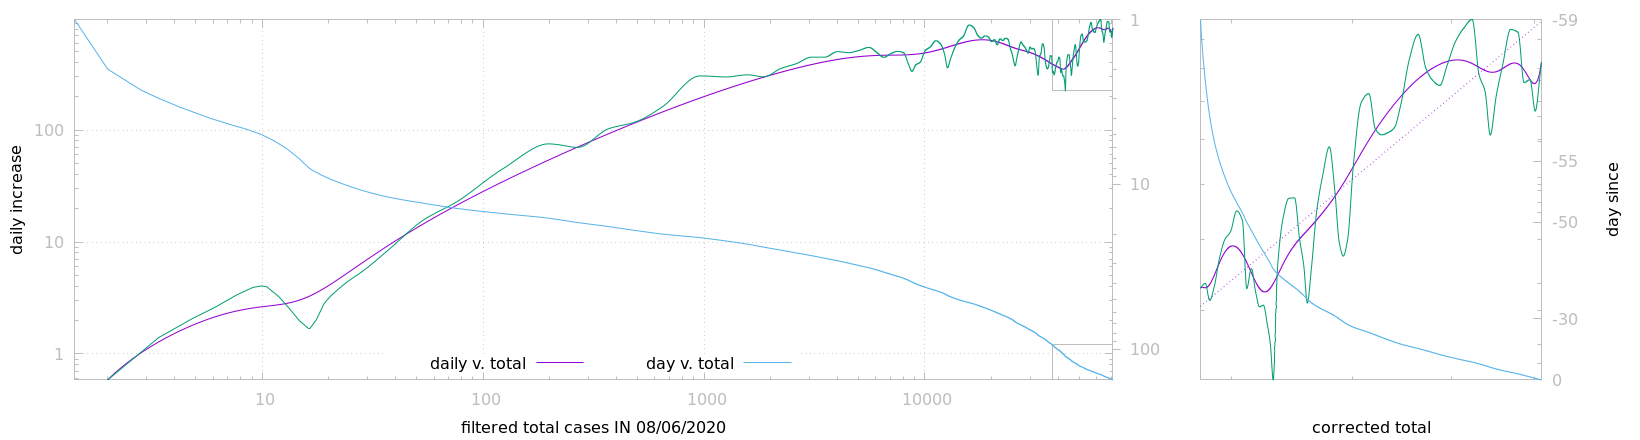 1
-59
daily increase
100
10
1
daily v. total
day v. total
10
100
-55
-50
-30
0
day since
10
100
1000
10000
filtered total cases IN 08/06/2020
corrected total